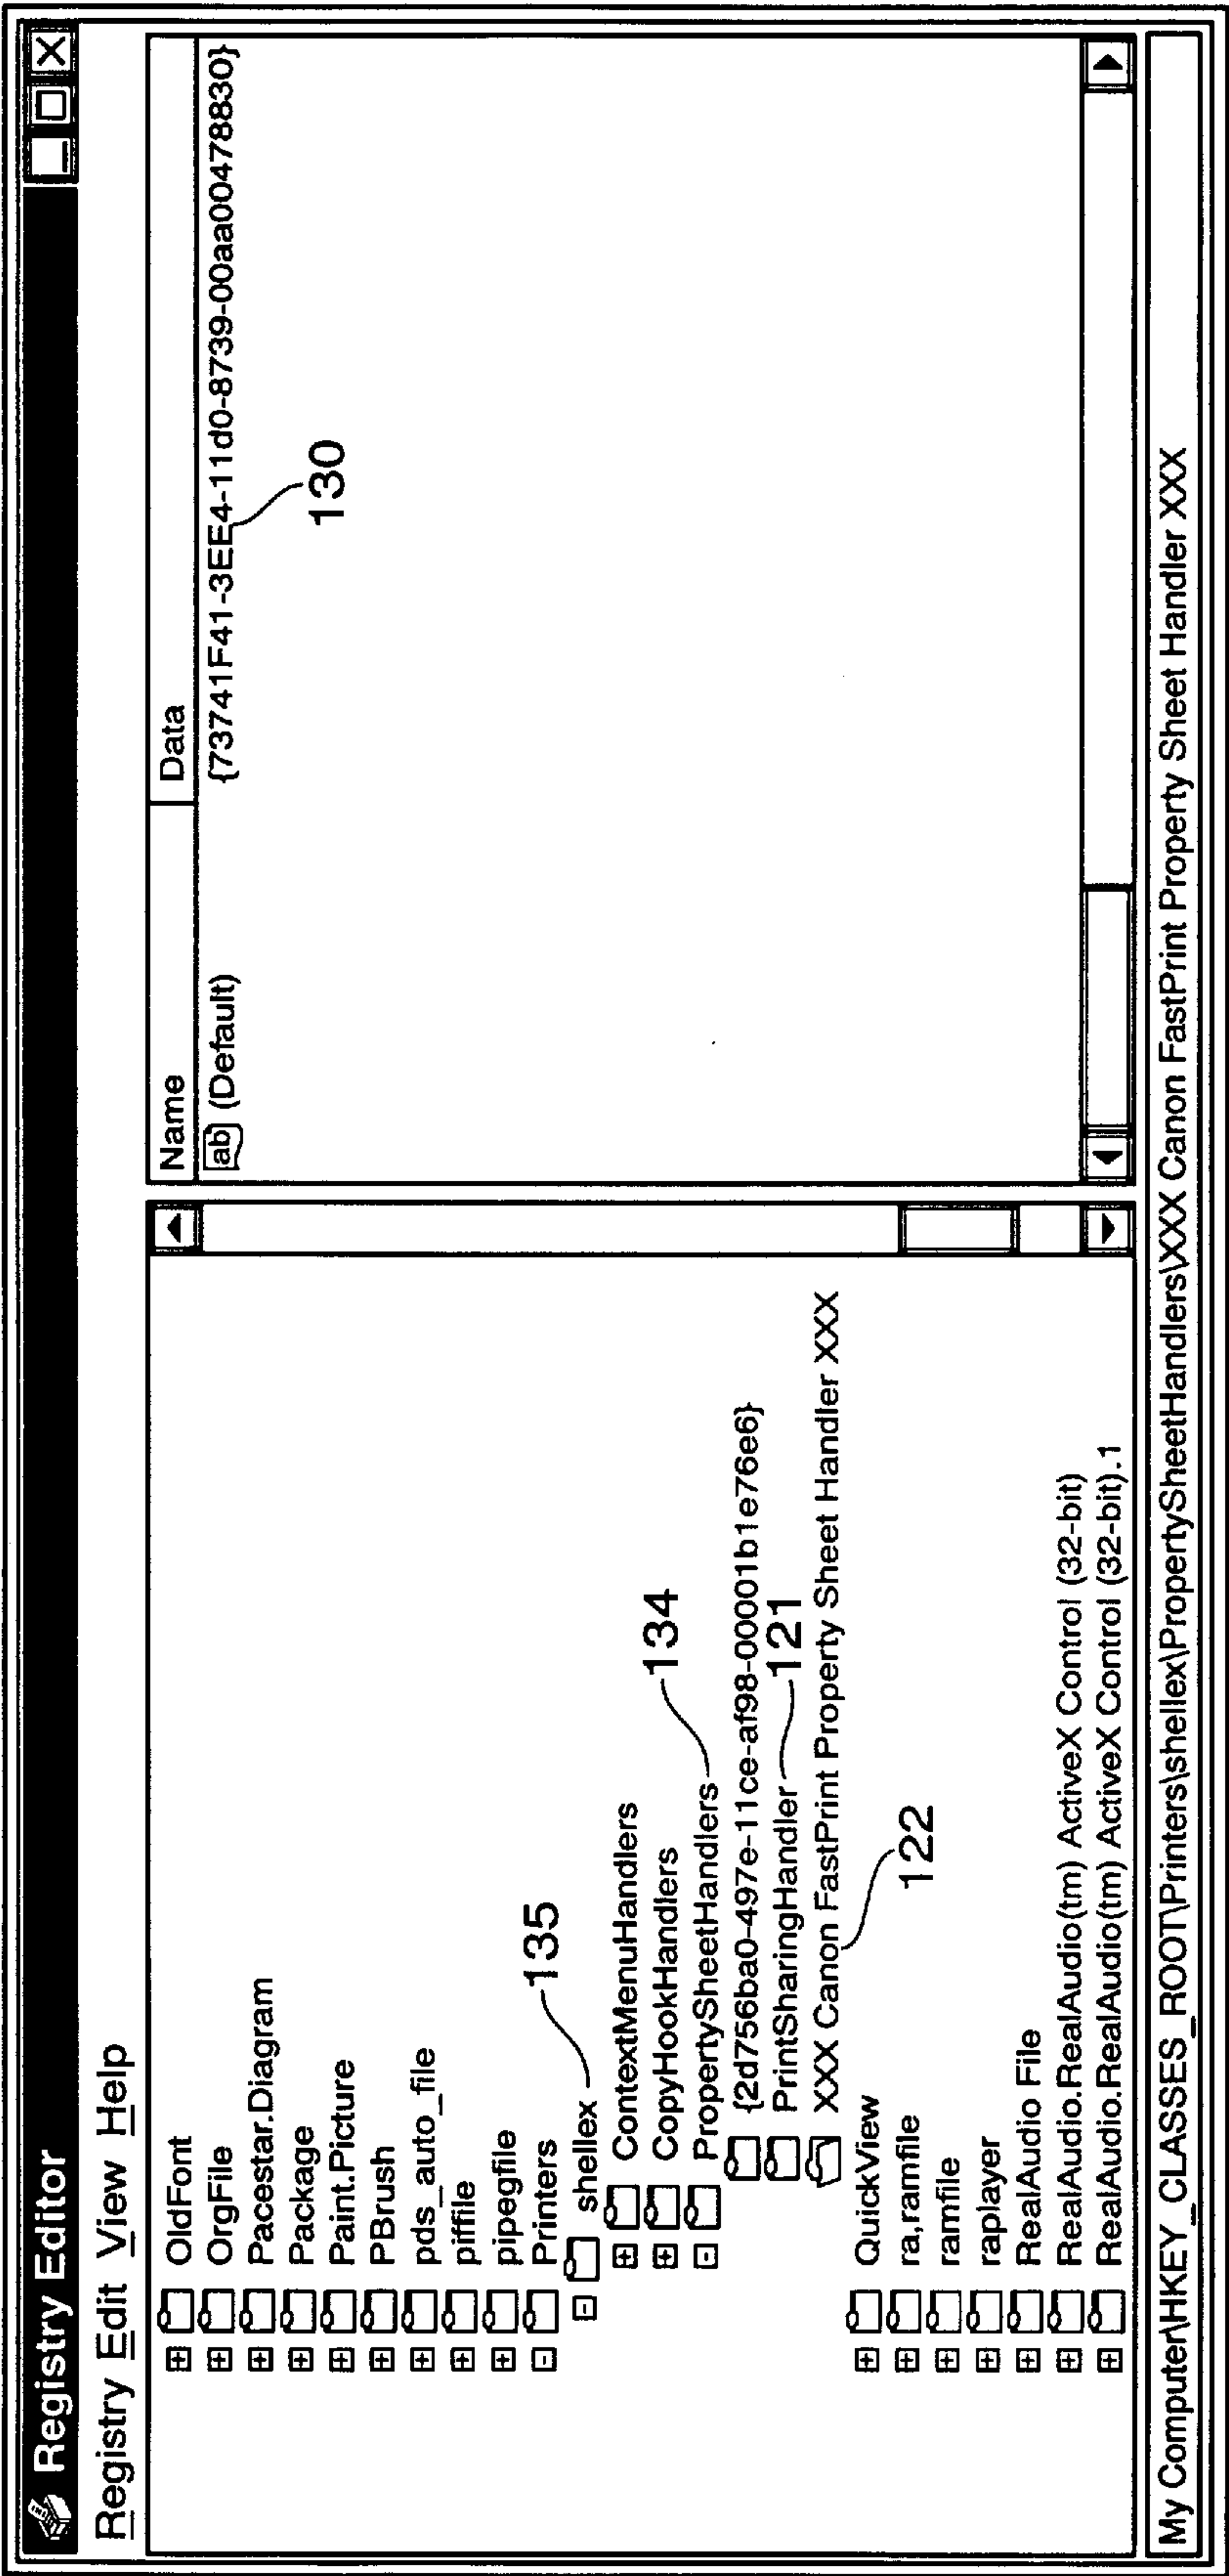 Registry Editor
Registry Edit View Help
OldFont
OrgFile
Pacestar.Diagram
Package
Paint.Picture
PBrush
pds_auto_file
piffile
pipegfile
Printers
shellex 135
ContextMenuHandlers
CopyHookHandlers
PropertySheetHandlers 134
{2d756ba0-497e-11ce-af98-00001b1e76e6}
PrintSharingHandler 121
XXX Canon FastPrint Property Sheet Handler XXX
122
QuickView
ra,ramfile
ramfile
raplayer
RealAudio File
RealAudio.RealAudio(tm) ActiveX Control (32-bit)
RealAudio.RealAudio(tm) ActiveX Control (32-bit).1
Name Data
ab (Default) {73741F41-3EE4-11d0-8739-00aa00478830}
130
My Computer\HKEY_CLASSES_ROOT\Printers\shellex\PropertySheetHandlers\XXX Canon FastPrint Property Sheet Handler XXX